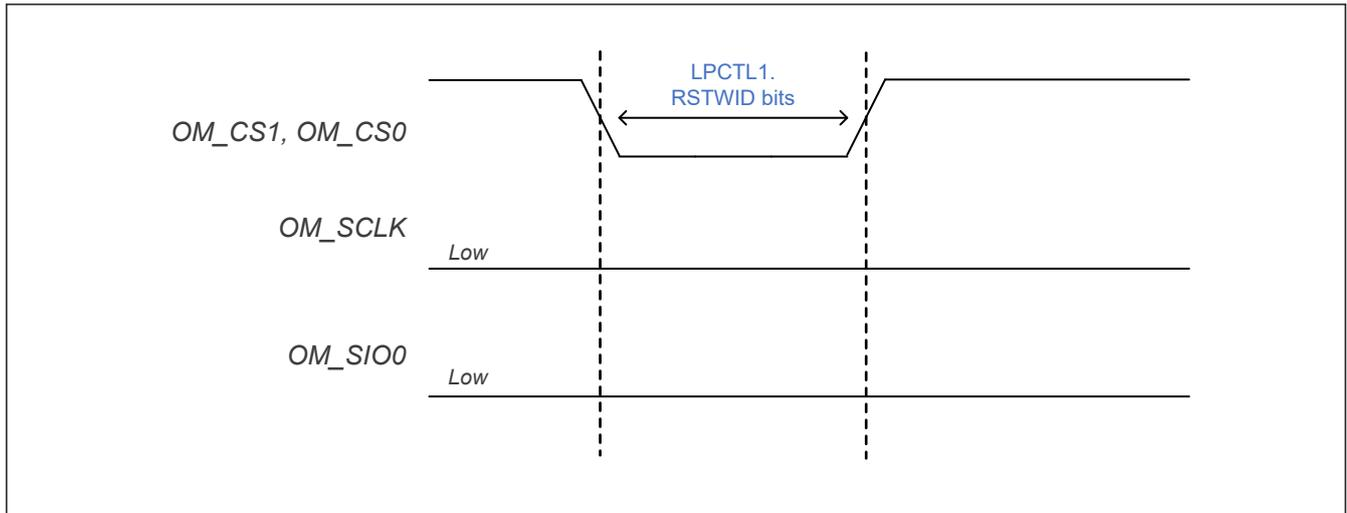 LPCTL1.
RSTWID bits
OM_CS1, OM_CS0
OM_SCLK
Low
OM_SIO0
Low